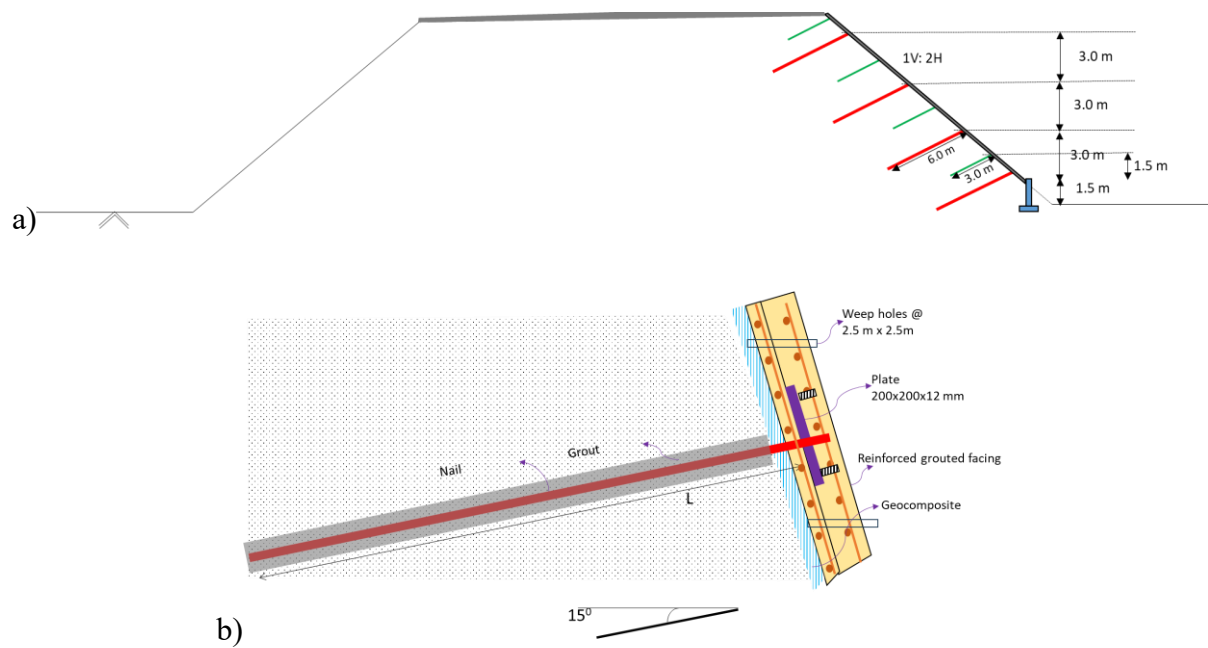 1V: 2H
3.0 m
3.0 m
3.0 m
1.5 m
1.5 m
6.0 m
3.0 m
a)
Weep holes @
2.5 m x 2.5m
Plate
200x200x12 mm
Grout
Nail
Reinforced grouted facing
L
Geocomposite
15⁰
b)